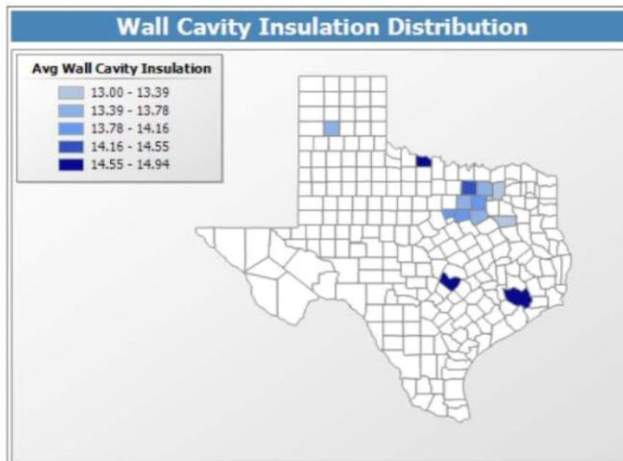 Wall Cavity Insulation Distribution
Avg Wall Cavity Insulation
13.00 - 13.39
13.39 - 13.78
13.78 - 14.16
14.16 - 14.55
14.55 - 14.94